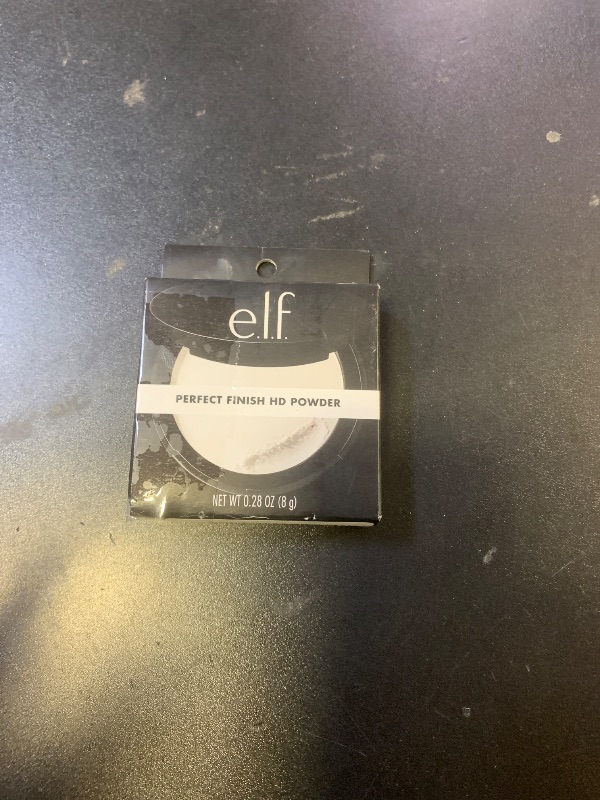 e.l.f.
PERFECT FINISH HD POWDER
NET WT 0.28 OZ (8 g)